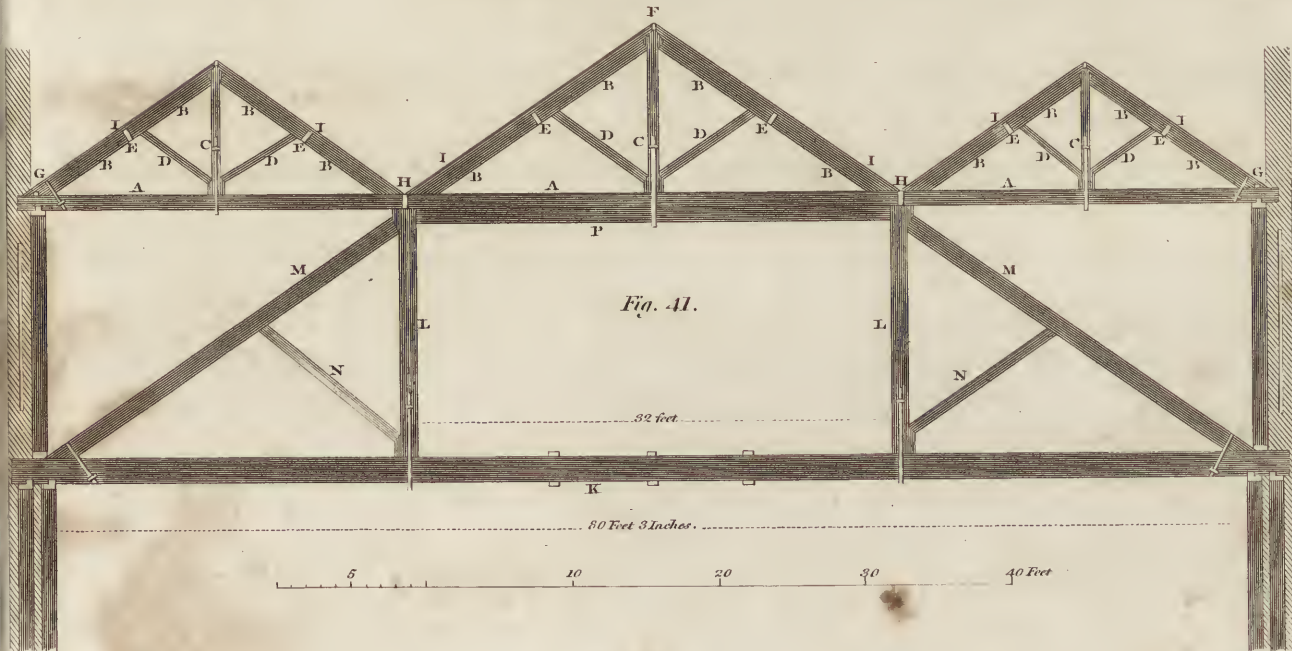 F
B B
I B B I I B B I
E C E E D C D E E C E
G B D D B I B B I B D D B G
A H A H A
P
M M
Fig. 41.
L L
N N
32 feet
K
80 Feet 3 Inches.
5 10 20 30 40 Feet